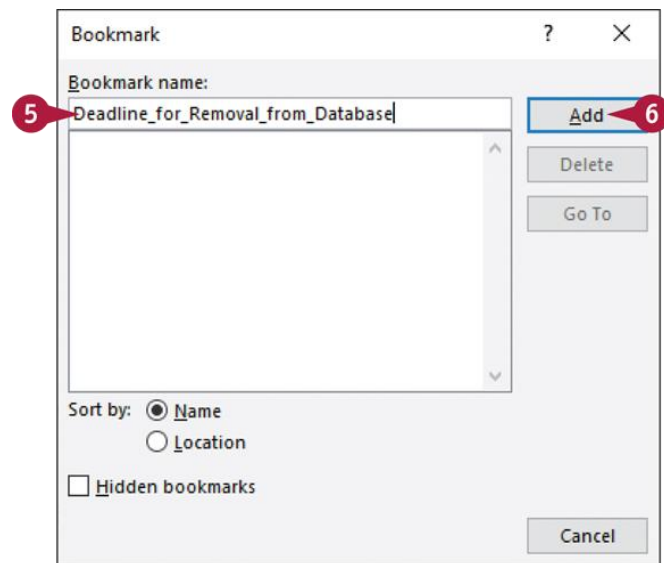 Bookmark ? X
Bookmark name:
5 Deadline_for_Removal_from_Database Add 6
Delete
Go To
Sort by: Name
Location
Hidden bookmarks
Cancel